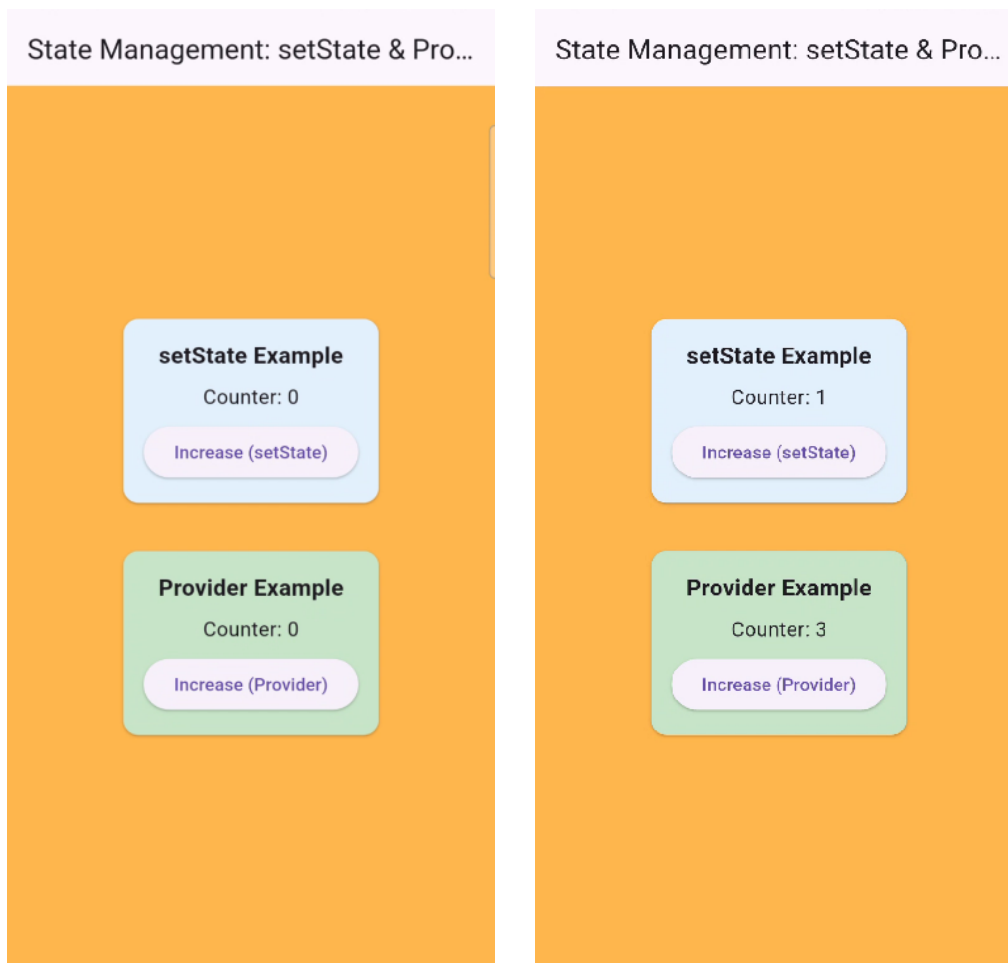 State Management: setState & Pro...
setState Example
Counter: 0
Increase (setState)
Provider Example
Counter: 0
Increase (Provider)
State Management: setState & Pro...
setState Example
Counter: 1
Increase (setState)
Provider Example
Counter: 3
Increase (Provider)